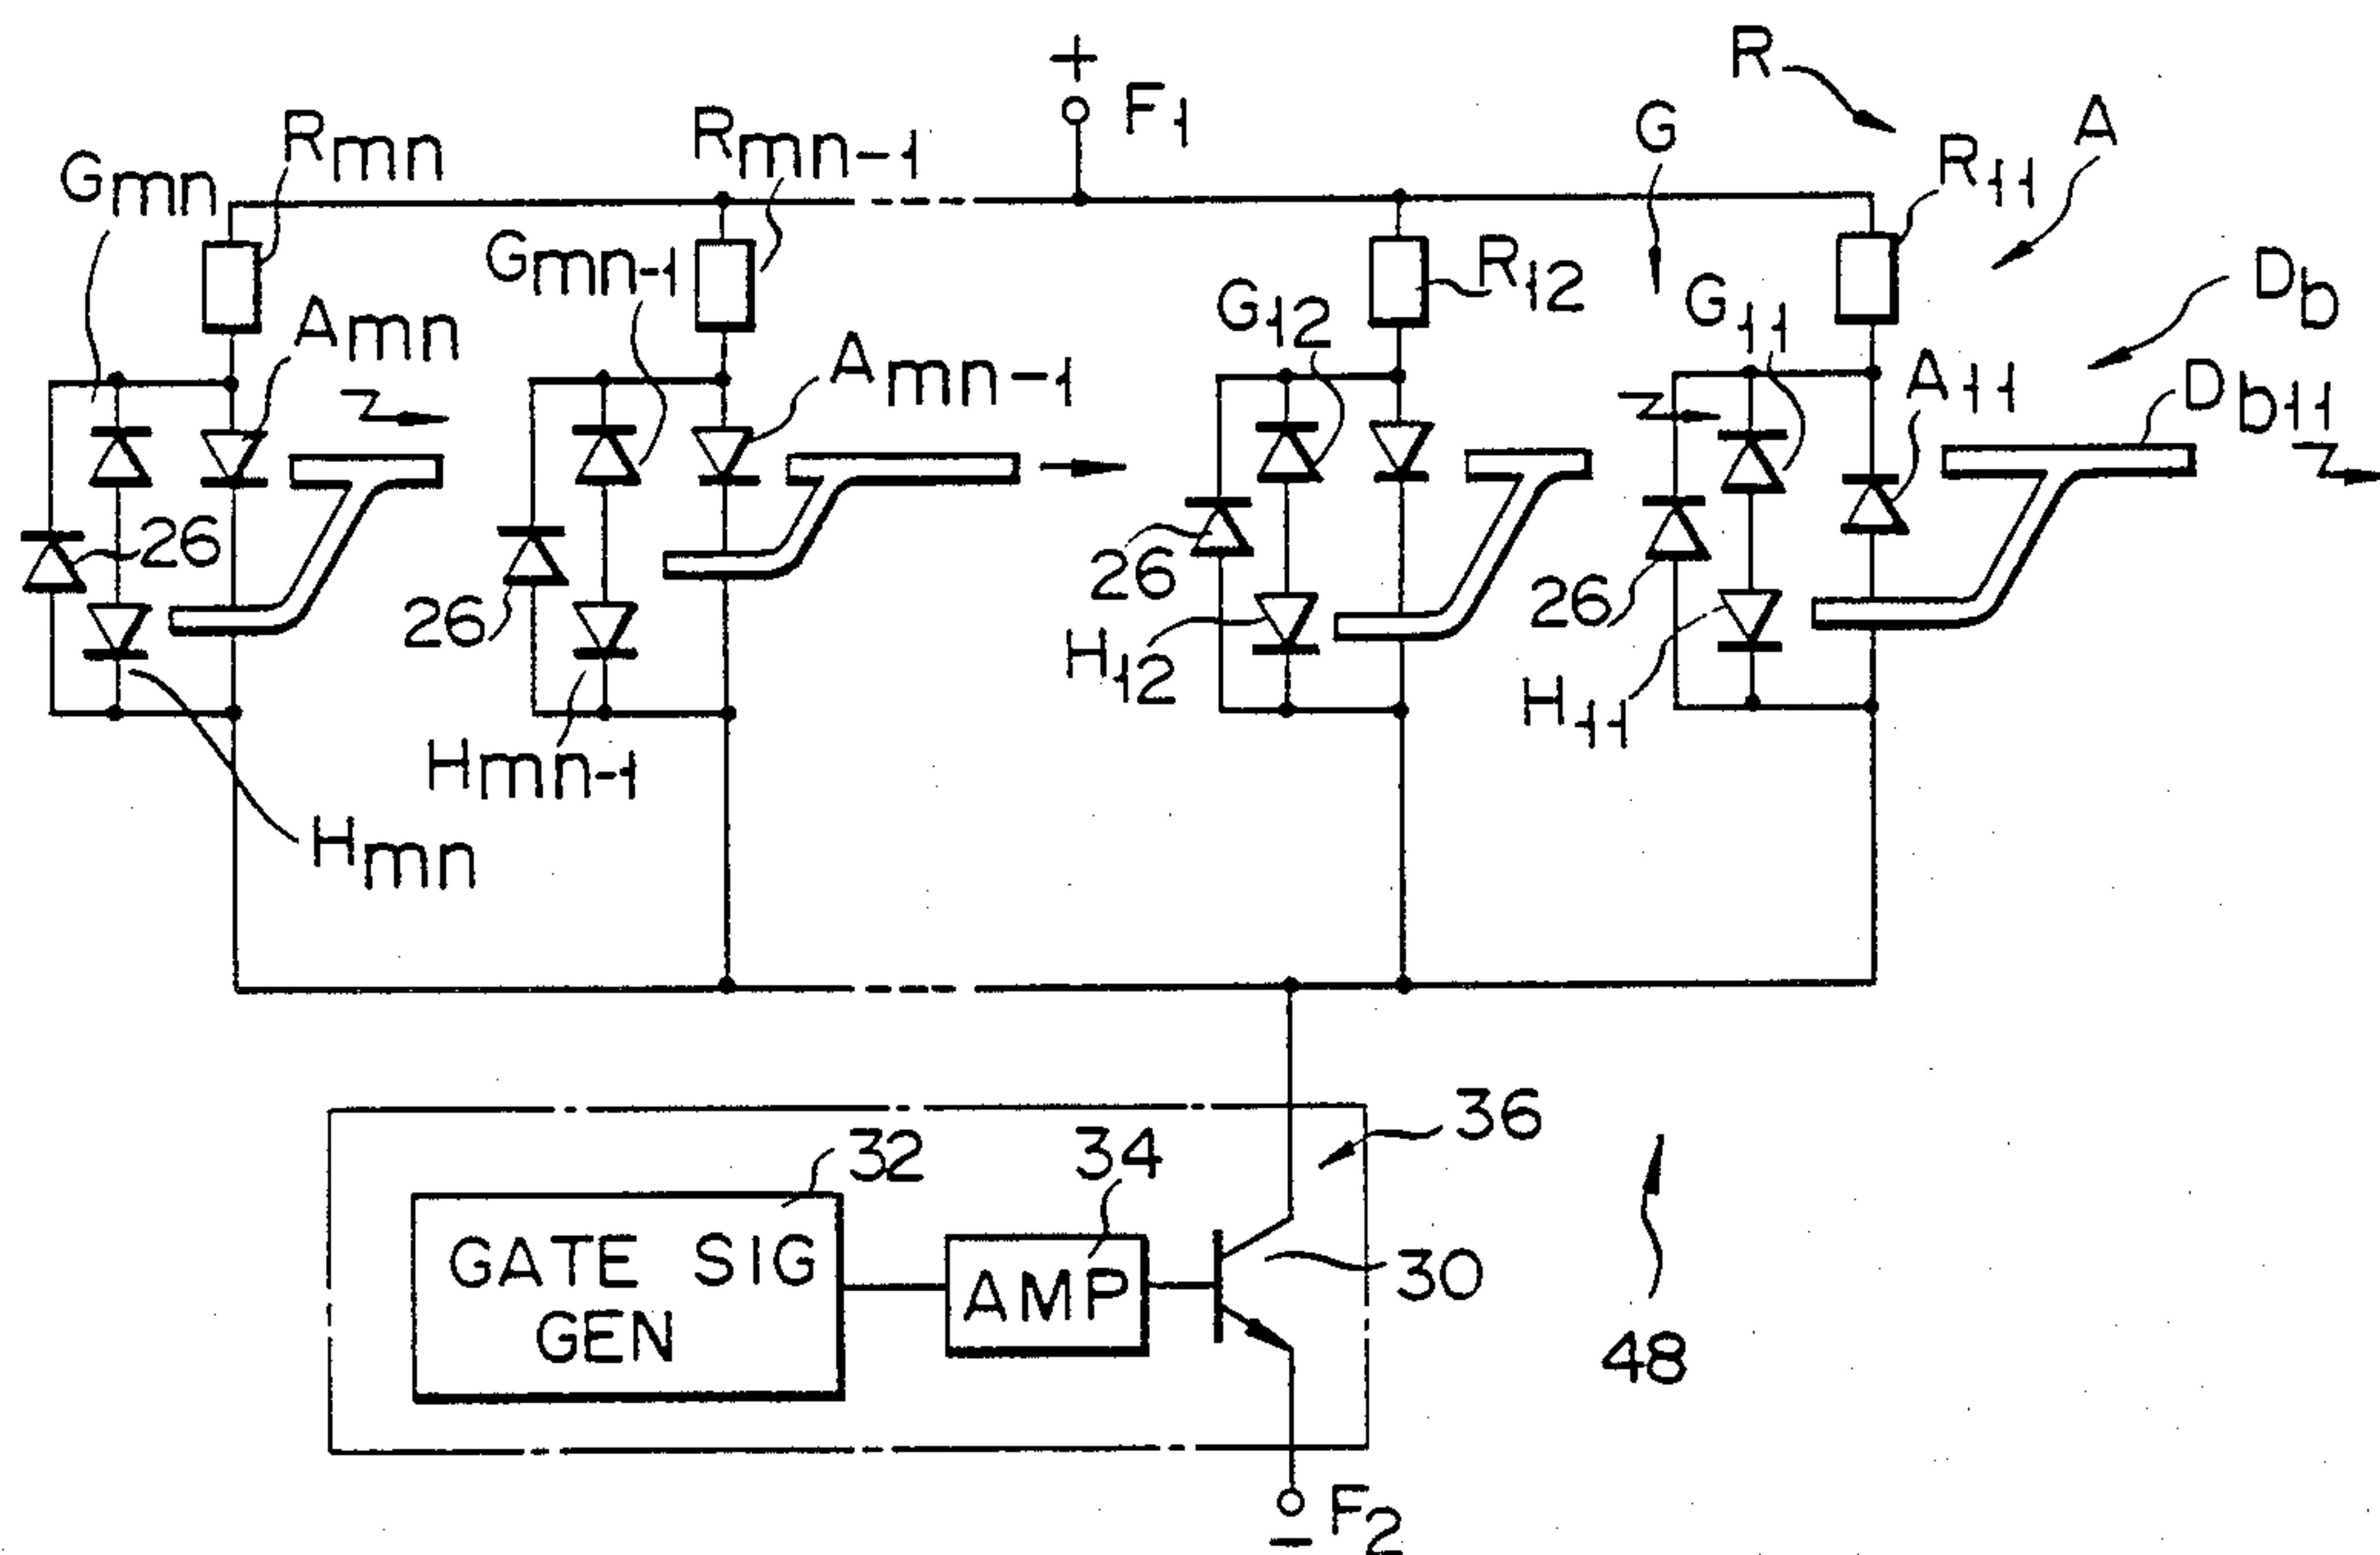 +
F1
R
G
A
Rmn
Rmn-1
R11
Gmn
Gmn-1
R12
Db
G12
G11
Amn
Amn-1
A11
Db11
26
26
26
26
H12
H11
Hmn-1
Hmn
36
32
34
GATE SIG
GEN
AMP
30
48
F2
−